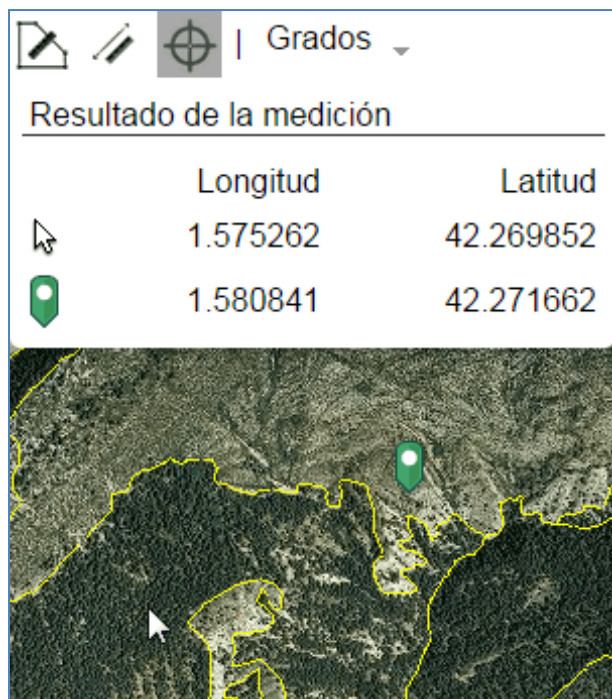 Grados
Resultado de la medición
Longitud Latitud
1.575262 42.269852
1.580841 42.271662